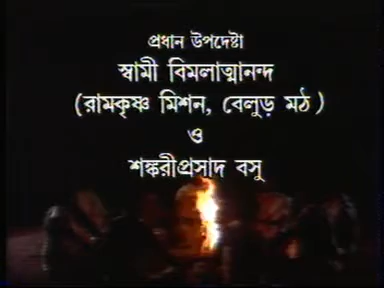 প্রধান উপদেষ্টা
স্বামী বিমলাত্মানন্দ
(রামকৃষ্ণ মিশন, বেলুড় মঠ)
ও
শঙ্করীপ্রসাদ বসু